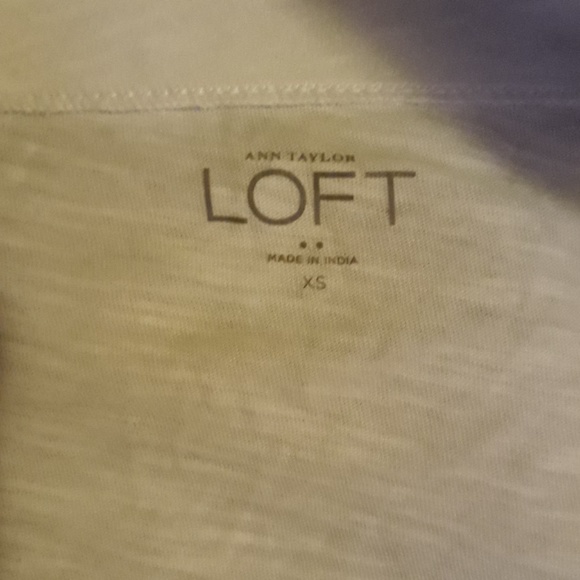 ANN TAYLOR
LOFT
MADE IN INDIA
XS